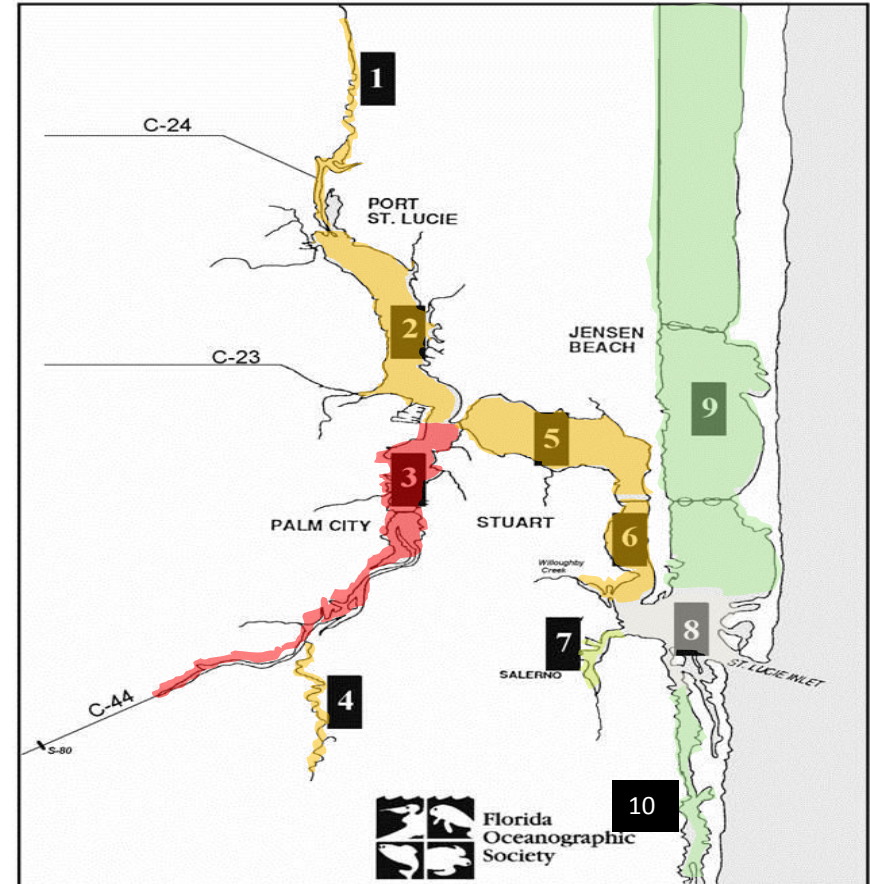 1
C-24
PORT
ST. LUCIE
2
JENSEN
BEACH
C-23
9
5
3
PALM CITY
STUART
6
Willoughby
Creek
7
8
SALERNO
ST. LUCIE INLET
4
C-44
S-80
10
Florida
Oceanographic
Society